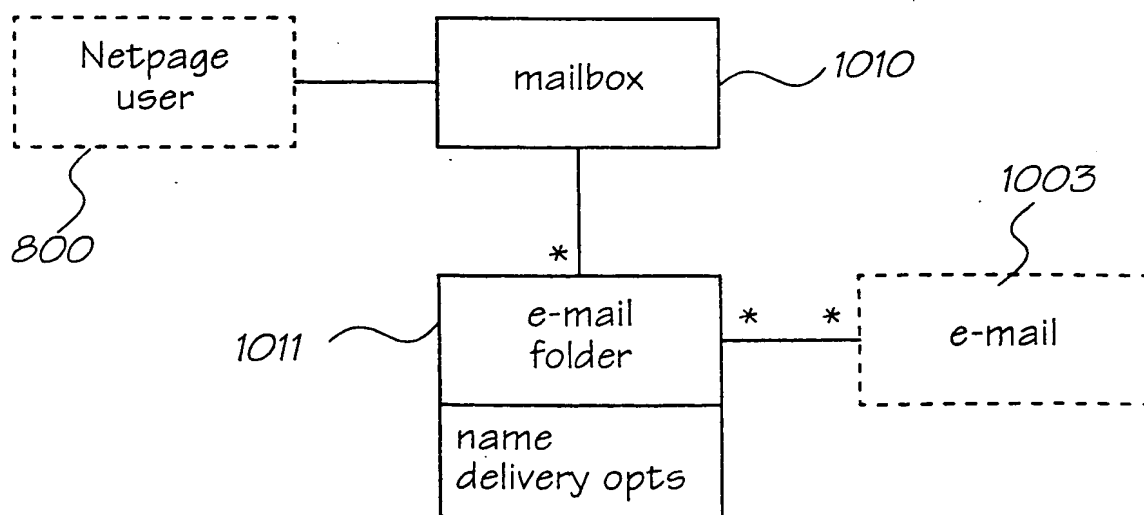 Netpage
user
mailbox
1010
800
1003
*
e-mail
folder
* *
e-mail
1011
name
delivery opts